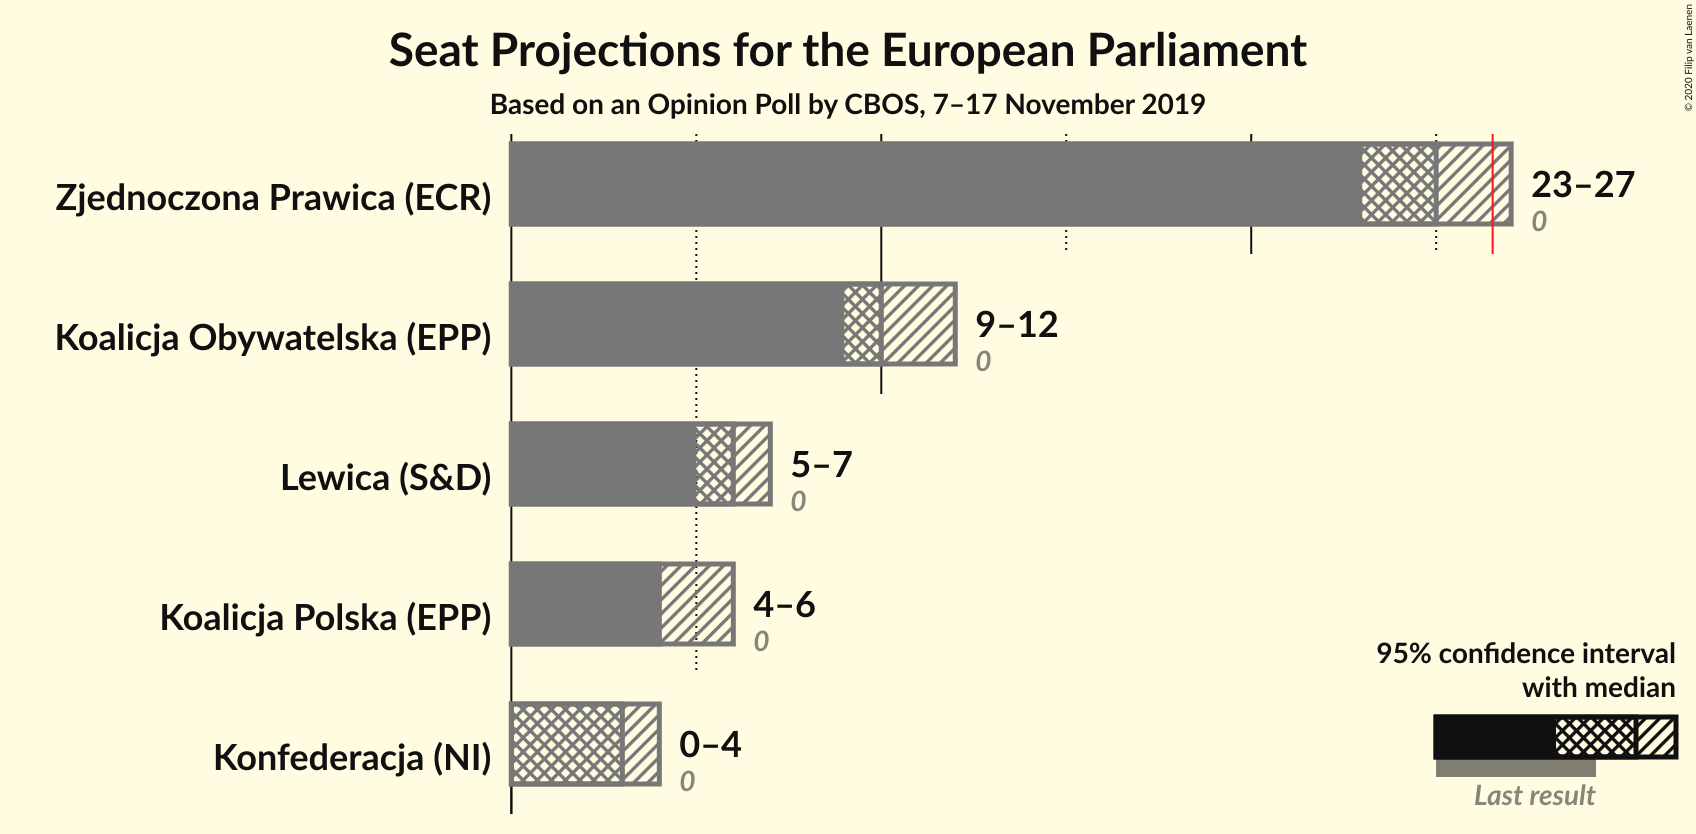 Seat Projections for the European Parliament
Based on an Opinion Poll by CBOS, 7–17 November 2019
© 2020 Filip van Laenen
Zjednoczona Prawica (ECR)
23–27
0
Koalicja Obywatelska (EPP)
9–12
0
Lewica (S&D)
5–7
0
Koalicja Polska (EPP)
4–6
0
Konfederacja (NI)
0–4
0
95% confidence interval
with median
Last result